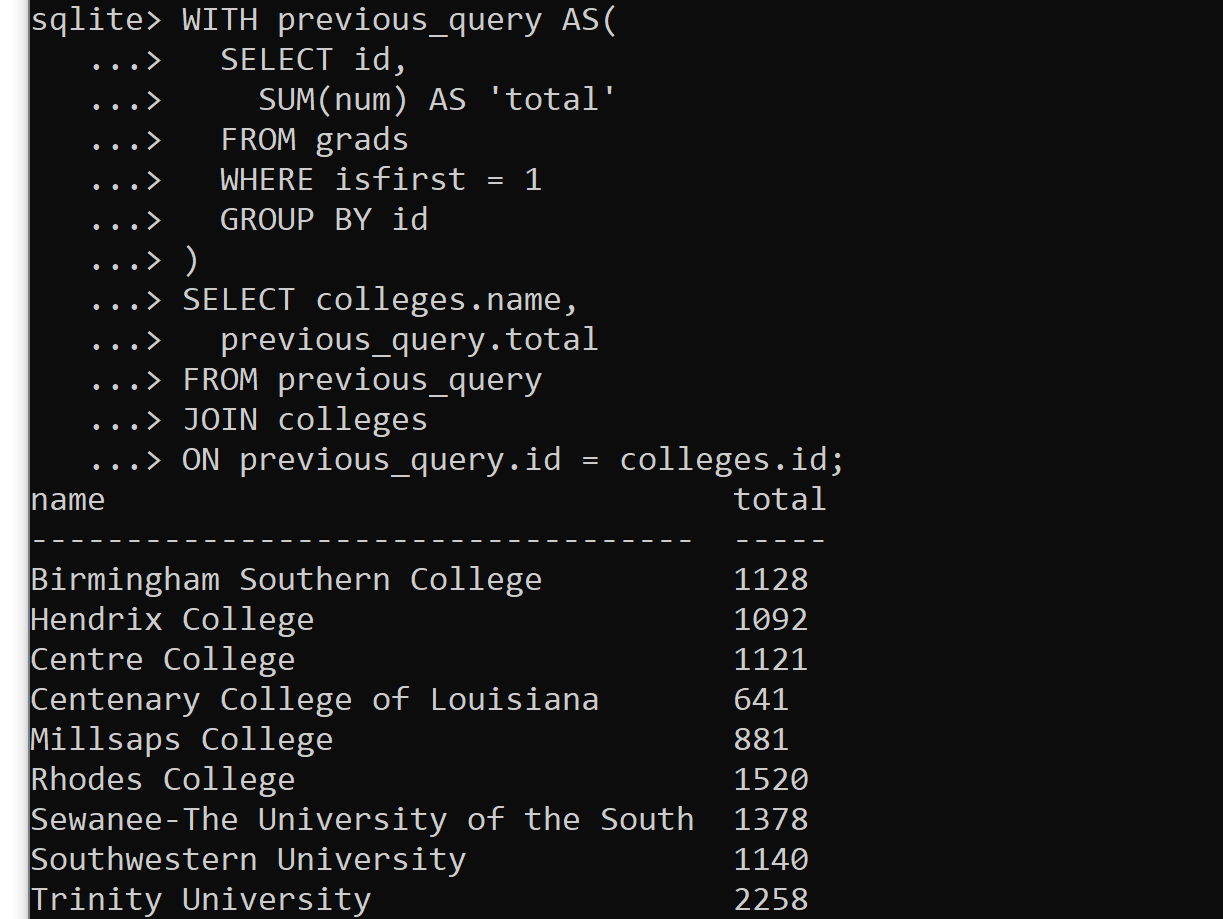 sqlite> WITH previous_query AS(
   ...>   SELECT id,
   ...>     SUM(num) AS 'total'
   ...>   FROM grads
   ...>   WHERE isfirst = 1
   ...>   GROUP BY id
   ...> )
   ...> SELECT colleges.name,
   ...>   previous_query.total
   ...> FROM previous_query
   ...> JOIN colleges
   ...> ON previous_query.id = colleges.id;
name                                 total
-----------------------------------  -----
Birmingham Southern College          1128
Hendrix College                      1092
Centre College                       1121
Centenary College of Louisiana       641
Millsaps College                     881
Rhodes College                       1520
Sewanee-The University of the South  1378
Southwestern University              1140
Trinity University                   2258